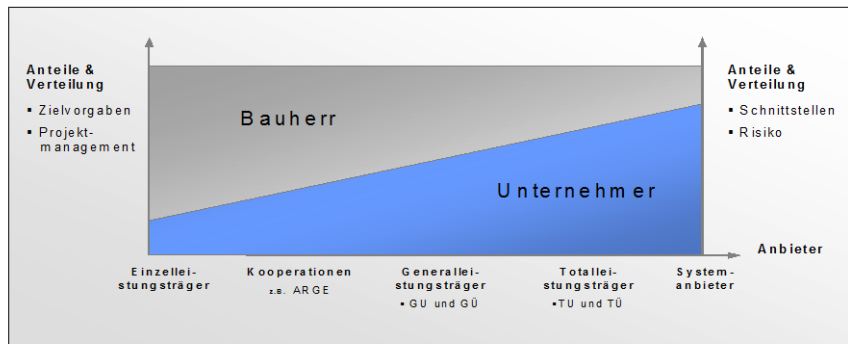 Anteile &
Verteilung
▪ Zielvorgaben
▪ Projekt-
management
Bauherr
Unternehmer
Anteile &
Verteilung
▪ Schnittstellen
▪ Risiko
Anbieter
Einzellei-
stungsträger
Kooperationen
z.B. ARGE
Generallei-
stungsträger
▪ GU und GÜ
Totallei-
stungsträger
▪TU und TÜ
System-
anbieter